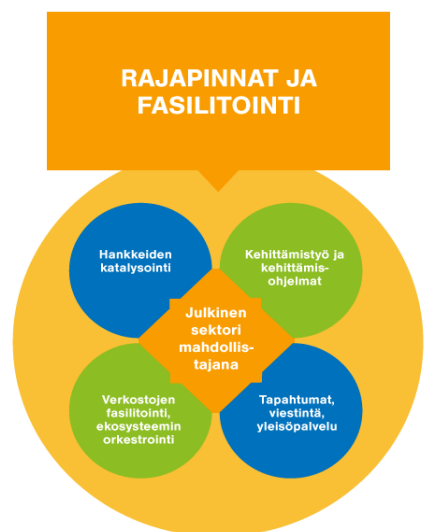 RAJAPINNAT JA
FASILITOINTI
Hankkeiden
katalysointi
Kehittämistyö ja
kehittämis-
ohjelmat
Julkinen
sektori
mahdollis-
tajana
Verkostojen
fasilitointi,
ekosysteemin
orkestrointi
Tapahtumat,
viestintä,
yleisöpalvelu